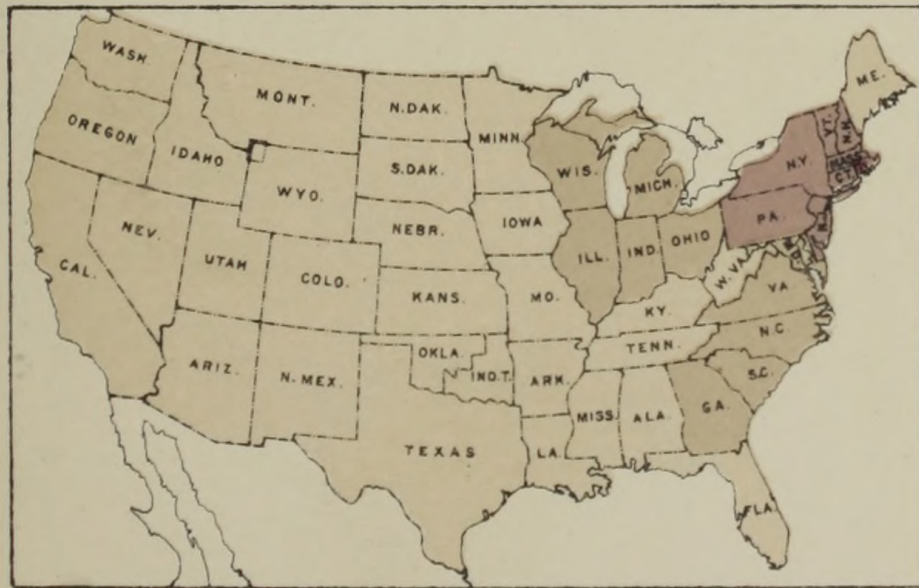 WASH.
OREGON
CAL.
NEV.
IDAHO
MONT.
WYO.
UTAH
COLO.
ARIZ.
N.MEX.
N.DAK.
S.DAK.
NEBR.
KANS.
OKLA.
IND.T.
TEXAS
MINN.
IOWA
MO.
ARK.
LA.
WIS.
ILL.
MICH.
IND.
OHIO
KY.
TENN.
MISS.
ALA.
GA.
FLA.
S.C.
N.C.
VA.
W.VA.
PA.
N.Y.
N.J.
VT.
N.H.
ME.
MASS.
CT.